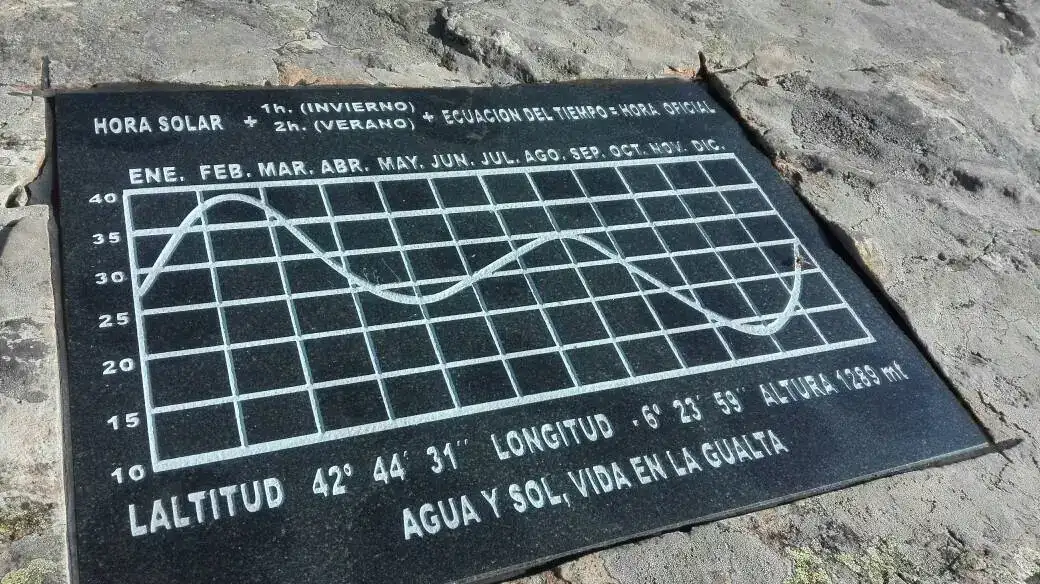 HORA SOLAR + 1h. (INVIERNO) + ECUACION DEL TIEMPO = HORA OFICIAL
2h. (VERANO)
ENE. FEB. MAR. ABR. MAY. JUN. JUL. AGO. SEP. OCT. NOV. DIC.
40
35
30
25
20
15
10
LALTITUD 42º 44´ 31´´ LONGITUD -6º 23´ 59´´ ALTURA 1289 mt
AGUA Y SOL, VIDA EN LA GUALTA